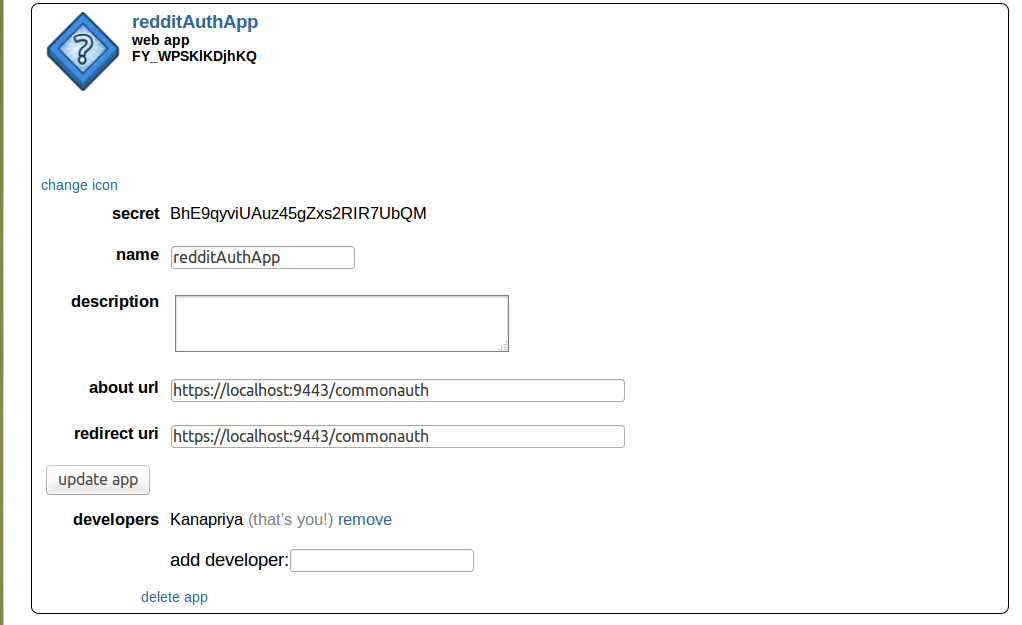 redditAuthApp
web app
FY_WPSKlKDjhKQ
change icon
secret BhE9qyviUAuz45gZxs2RIR7UbQM
name redditAuthApp
description
about url https://localhost:9443/commonauth
redirect uri https://localhost:9443/commonauth
update app
developers Kanapriya (that's you!) remove
add developer:
delete app